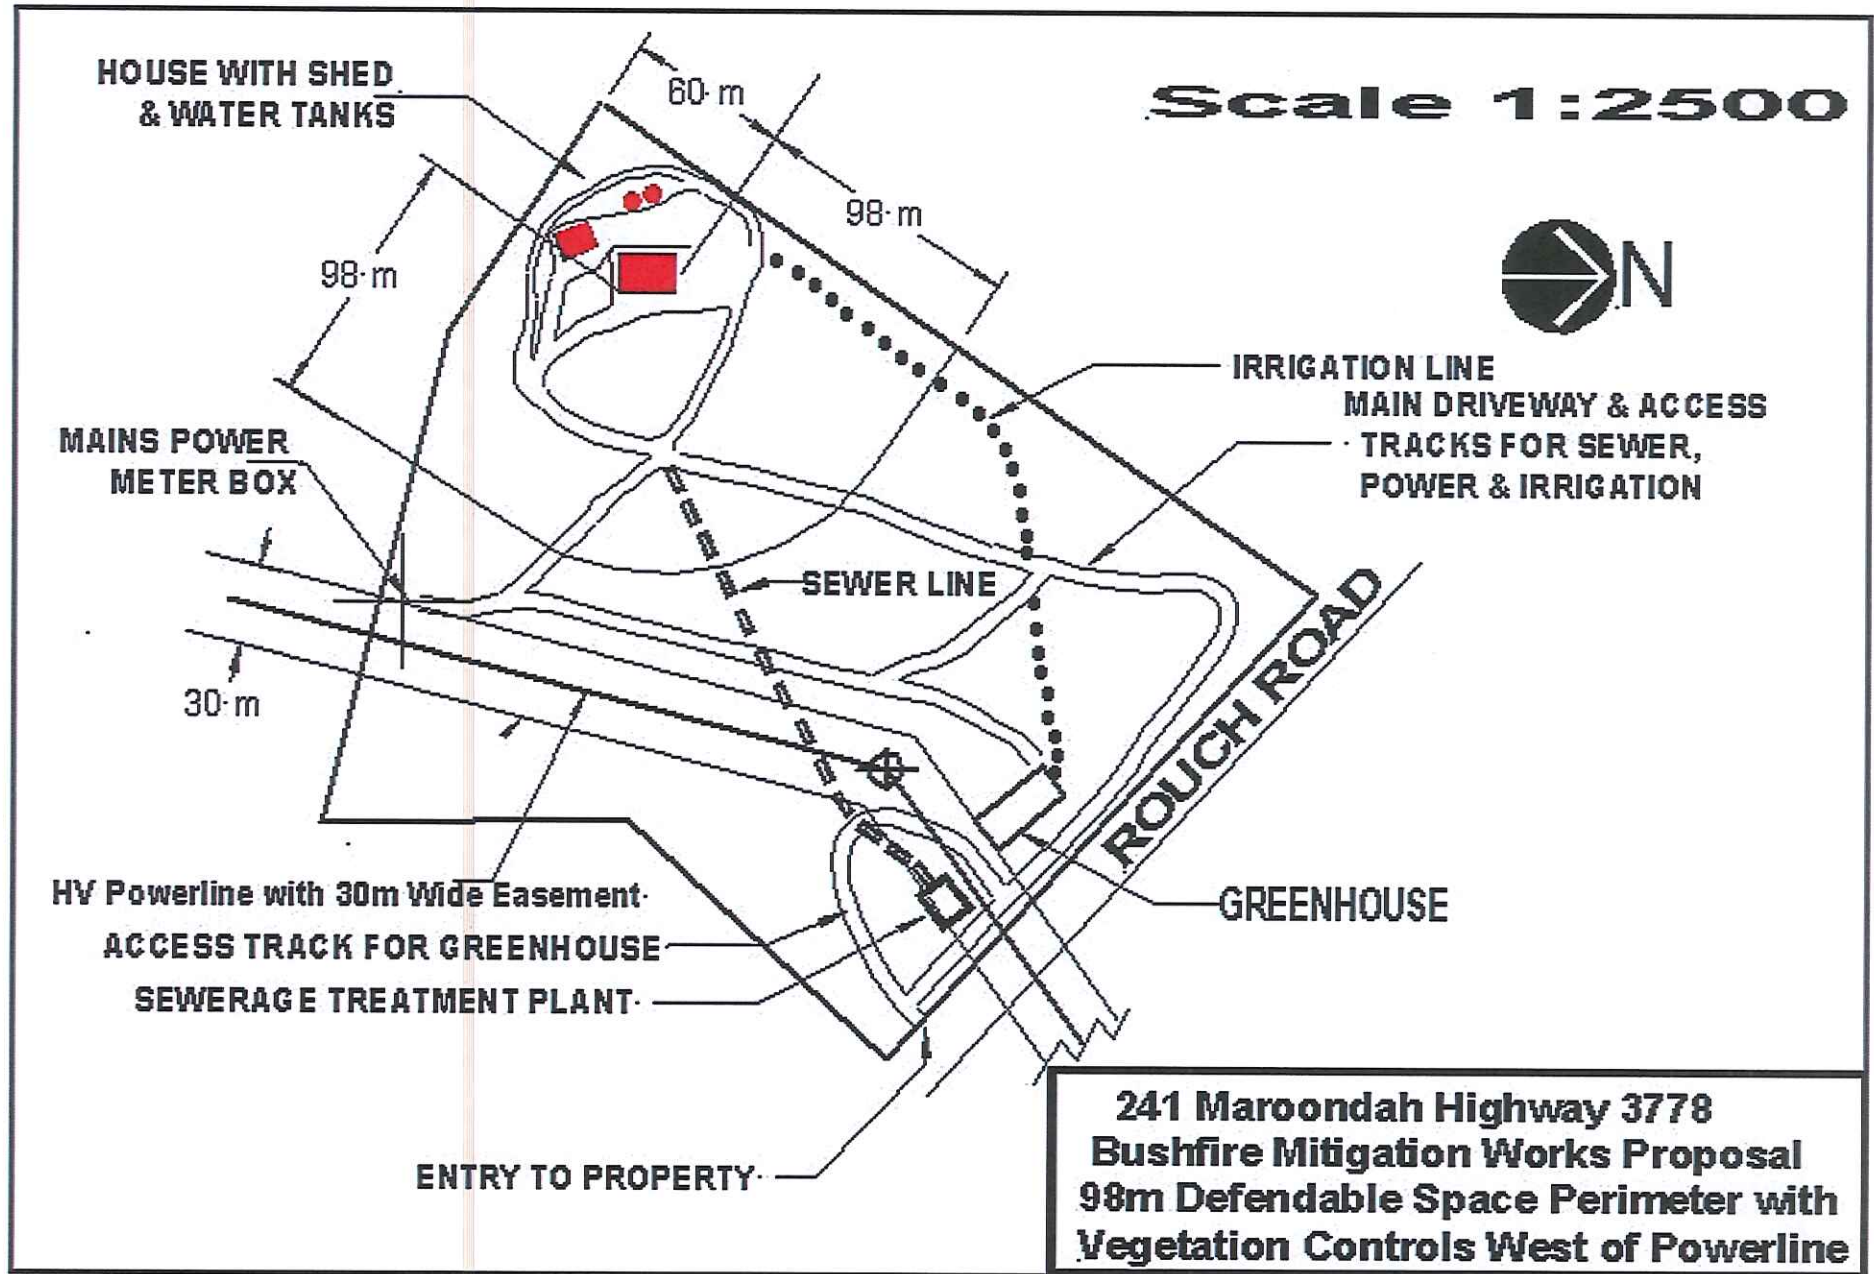 HOUSE WITH SHED
& WATER TANKS
60 m
Scale 1:2500
98 m
98 m
N
IRRIGATION LINE
MAIN DRIVEWAY & ACCESS
TRACKS FOR SEWER,
POWER & IRRIGATION
MAINS POWER
METER BOX
SEWER LINE
30 m
ROUCH ROAD
HV Powerline with 30m Wide Easement
GREENHOUSE
ACCESS TRACK FOR GREENHOUSE
SEWERAGE TREATMENT PLANT
ENTRY TO PROPERTY
241 Maroondah Highway 3778
Bushfire Mitigation Works Proposal
98m Defendable Space Perimeter with
Vegetation Controls West of Powerline